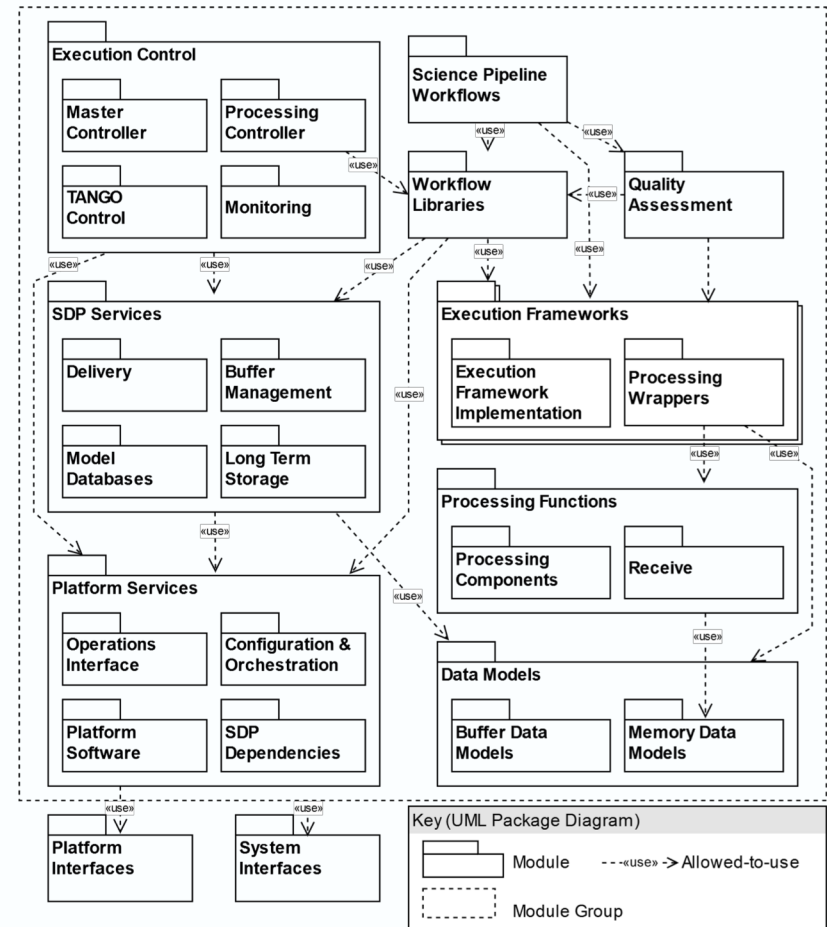 Execution Control
Master
Controller
Processing
Controller
TANGO
Control
Monitoring
Science Pipeline
Workflows
«use»
«use»
«use»
Workflow
Libraries
«use»
Quality
Assessment
«use»
«use»
«use»
«use»
«use»
SDP Services
Delivery
Buffer
Management
Model
Databases
Long Term
Storage
Execution Frameworks
Execution
Framework
Implementation
Processing
Wrappers
«use»
«use»
«use»
Processing Functions
Processing
Components
Receive
«use»
«use»
«use»
Platform Services
Operations
Interface
Configuration &
Orchestration
Platform
Software
SDP
Dependencies
Data Models
Buffer Data
Models
Memory Data
Models
«use»
«use»
Platform
Interfaces
System
Interfaces
Key (UML Package Diagram)
Module
«use»
Allowed-to-use
Module Group